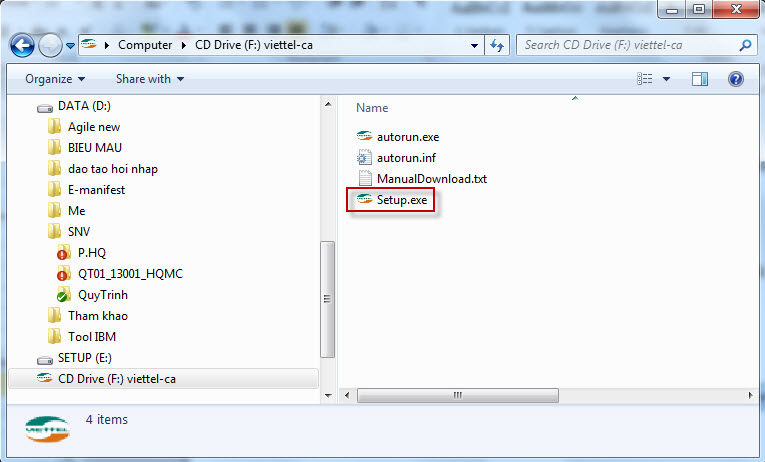 Computer CD Drive (F:) viettel-ca Search CD Drive (F:) viettel-ca
Organize Share with
DATA (D:)
Agile new
BIEU MAU
dao tao hoi nhap
E-manifest
Me
SNV
P.HQ
QT01_13001_HQMC
QuyTrinh
Tham khao
Tool IBM
SETUP (E:)
CD Drive (F:) viettel-ca
Name
autorun.exe
autorun.inf
ManualDownload.txt
Setup.exe
VIETTEL
4 items